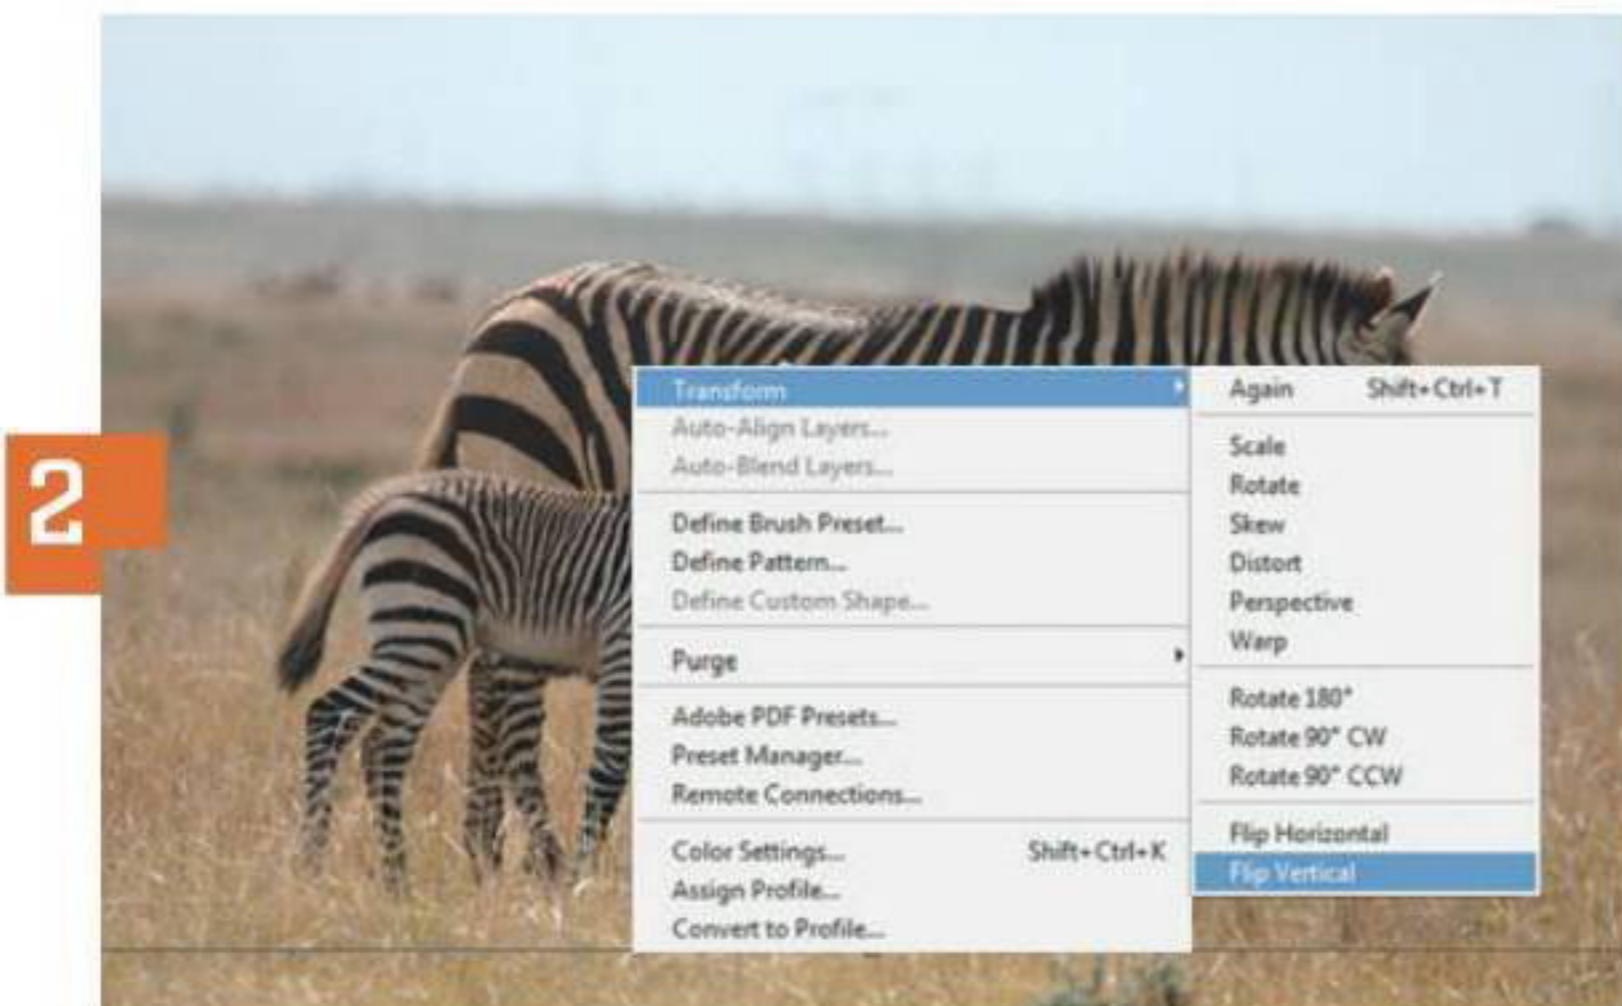 2
Transform
Auto-Align Layers...
Auto-Blend Layers...
Define Brush Preset...
Define Pattern...
Define Custom Shape...
Purge
Adobe PDF Presets...
Preset Manager...
Remote Connections...
Color Settings... Shift+Ctrl+K
Assign Profile...
Convert to Profile...
Again Shift+Ctrl+T
Scale
Rotate
Skew
Distort
Perspective
Warp
Rotate 180°
Rotate 90° CW
Rotate 90° CCW
Flip Horizontal
Flip Vertical